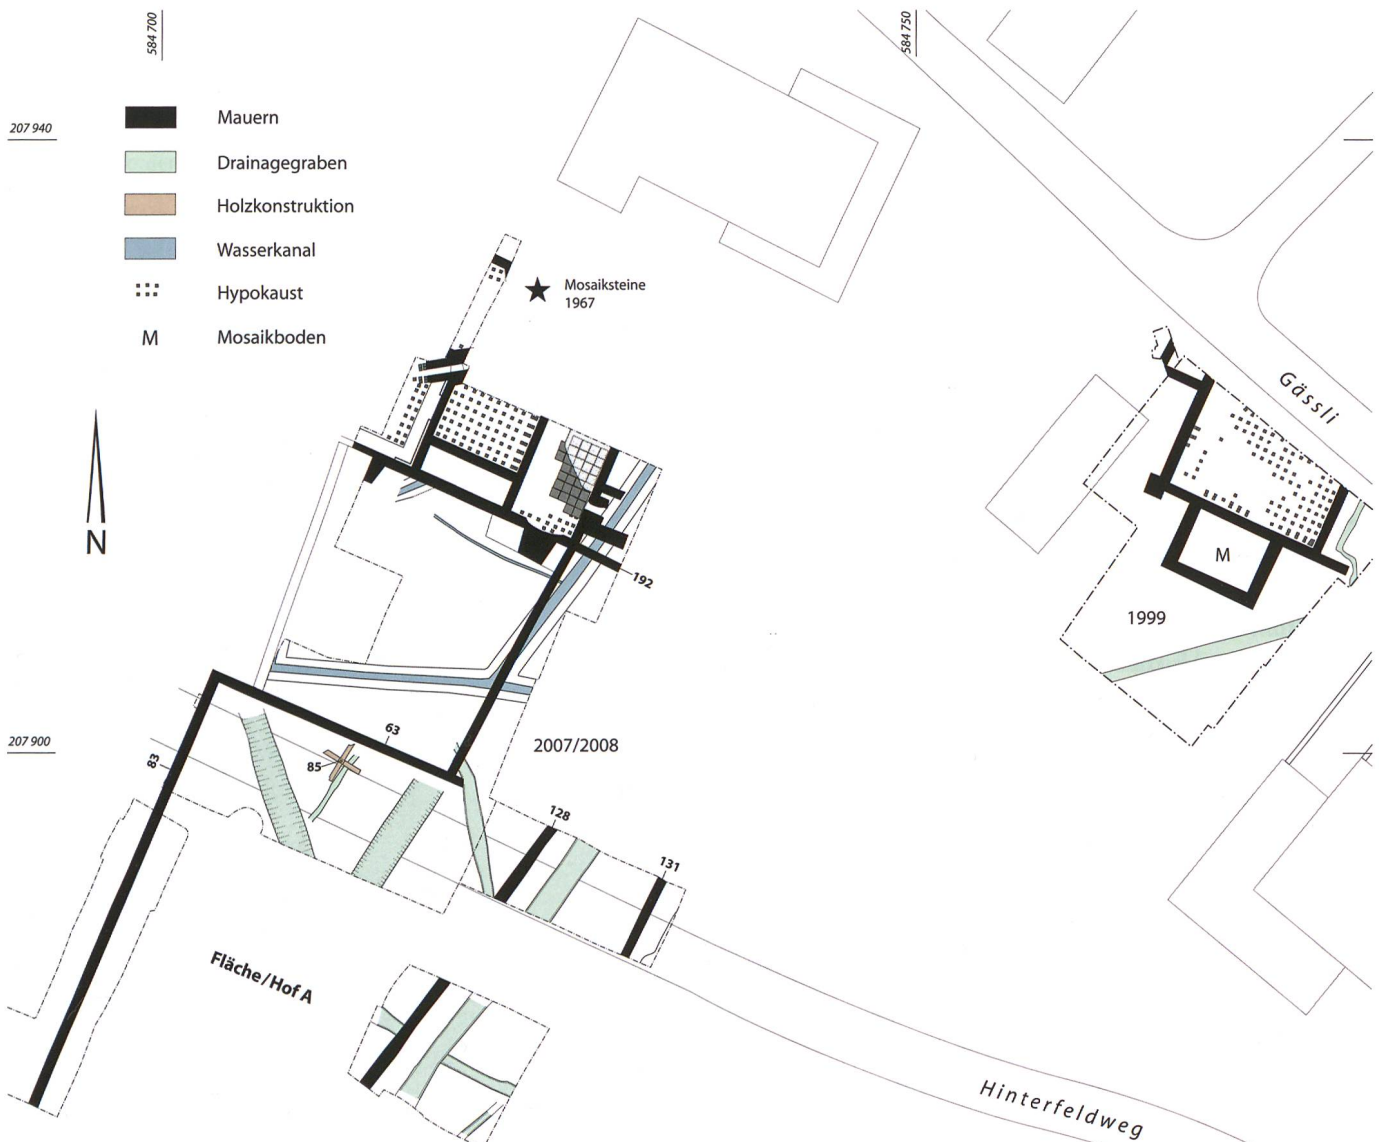 584 700
584 750
207 940
Mauern
Drainagegraben
Holzkonstruktion
Wasserkanal
Hypokaust
M Mosaikboden
Mosaiksteine
1967
Gässli
N
M
192
1999
207 900
63
2007/2008
83
85
128
131
Fläche/Hof A
Hinterfeldweg